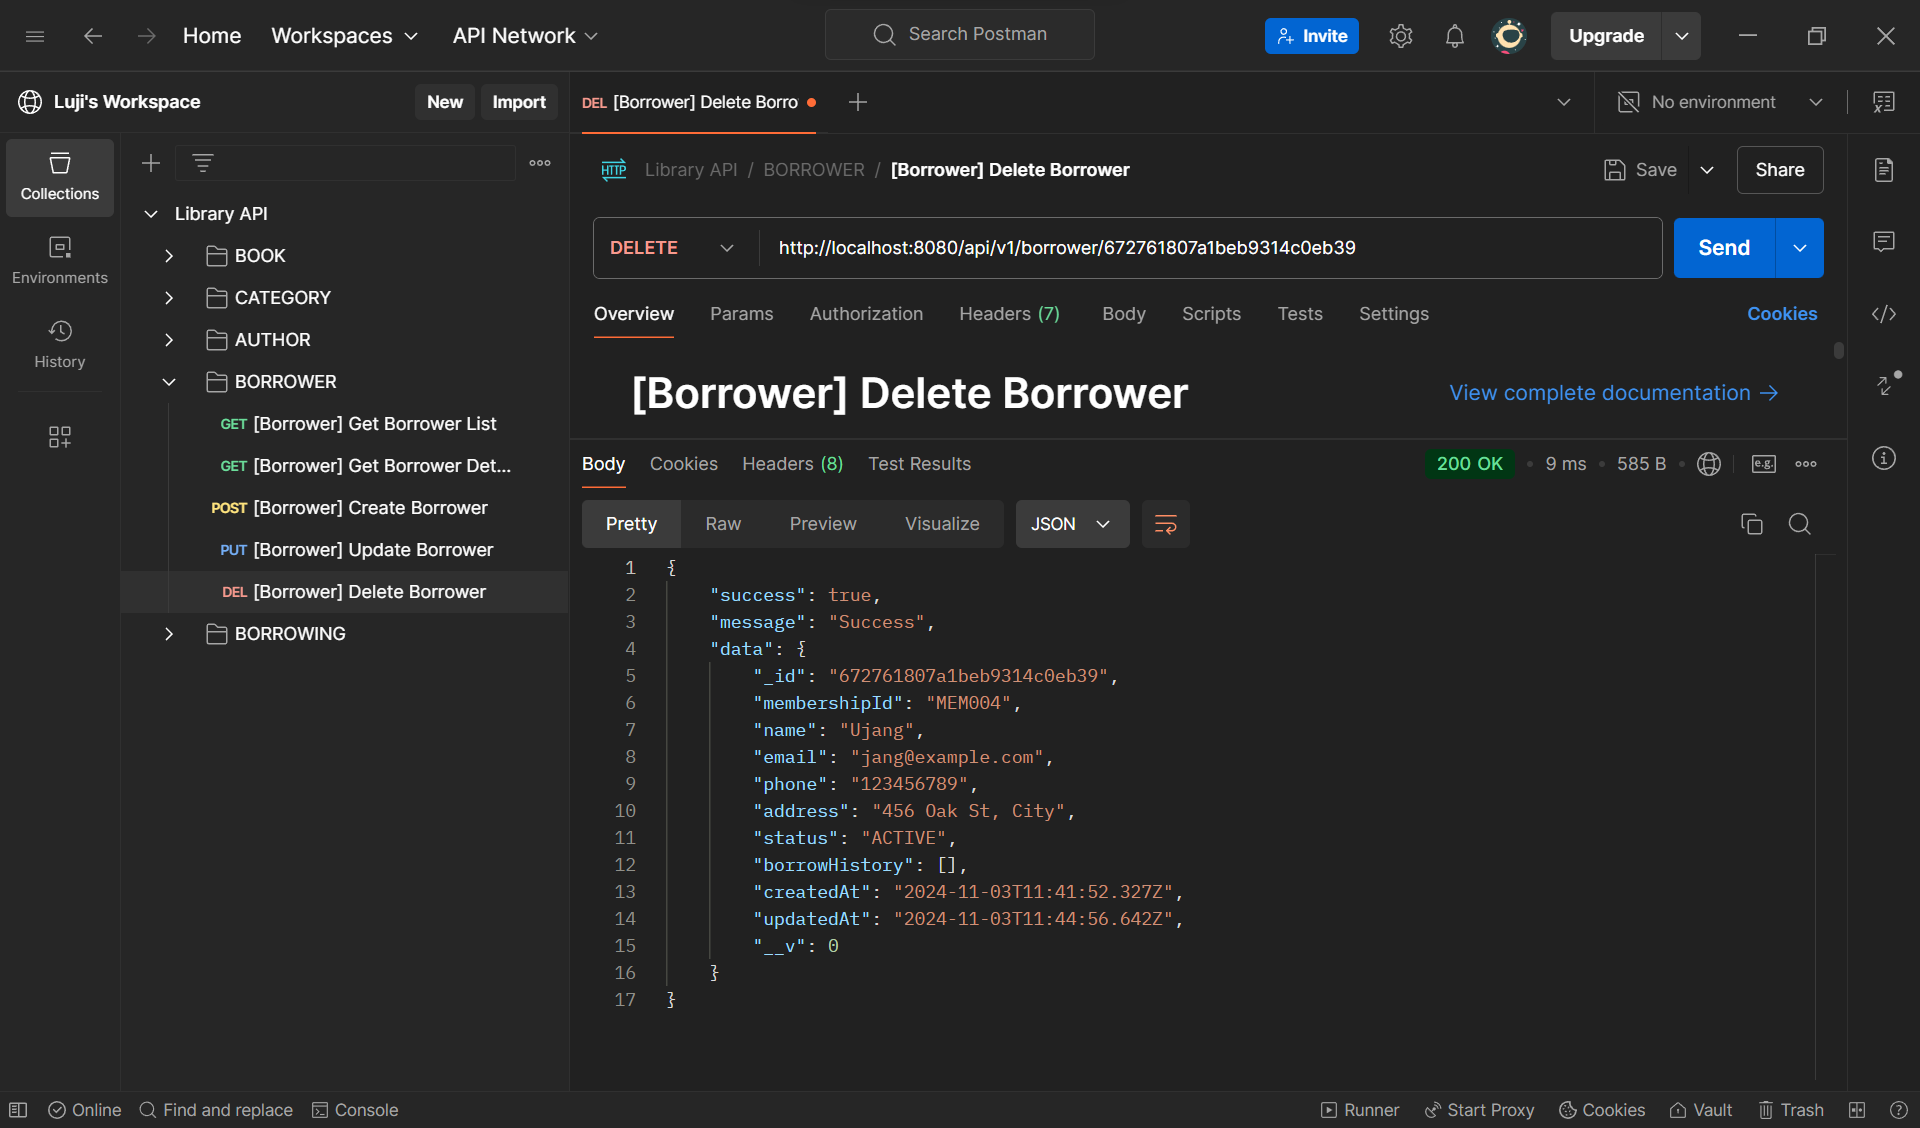 Home Workspaces API Network Search Postman Invite Upgrade
Luji's Workspace New Import DEL [Borrower] Delete Borro No environment
Collections
Environments
History
Library API
BOOK
CATEGORY
AUTHOR
BORROWER
GET [Borrower] Get Borrower List
GET [Borrower] Get Borrower Det...
POST [Borrower] Create Borrower
PUT [Borrower] Update Borrower
DEL [Borrower] Delete Borrower
BORROWING
HTTP Library API / BORROWER / [Borrower] Delete Borrower Save Share
DELETE http://localhost:8080/api/v1/borrower/672761807a1beb9314c0eb39 Send
Overview Params Authorization Headers (7) Body Scripts Tests Settings Cookies
[Borrower] Delete Borrower View complete documentation →
Body Cookies Headers (8) Test Results 200 OK • 9 ms • 585 B • e.g.
Pretty Raw Preview Visualize JSON
1 {
2 "success": true,
3 "message": "Success",
4 "data": {
5 "_id": "672761807a1beb9314c0eb39",
6 "membershipId": "MEM004",
7 "name": "Ujang",
8 "email": "jang@example.com",
9 "phone": "123456789",
10 "address": "456 Oak St, City",
11 "status": "ACTIVE",
12 "borrowHistory": [],
13 "createdAt": "2024-11-03T11:41:52.327Z",
14 "updatedAt": "2024-11-03T11:44:56.642Z",
15 "__v": 0
16 }
17 }
Online Find and replace Console Runner Start Proxy Cookies Vault Trash